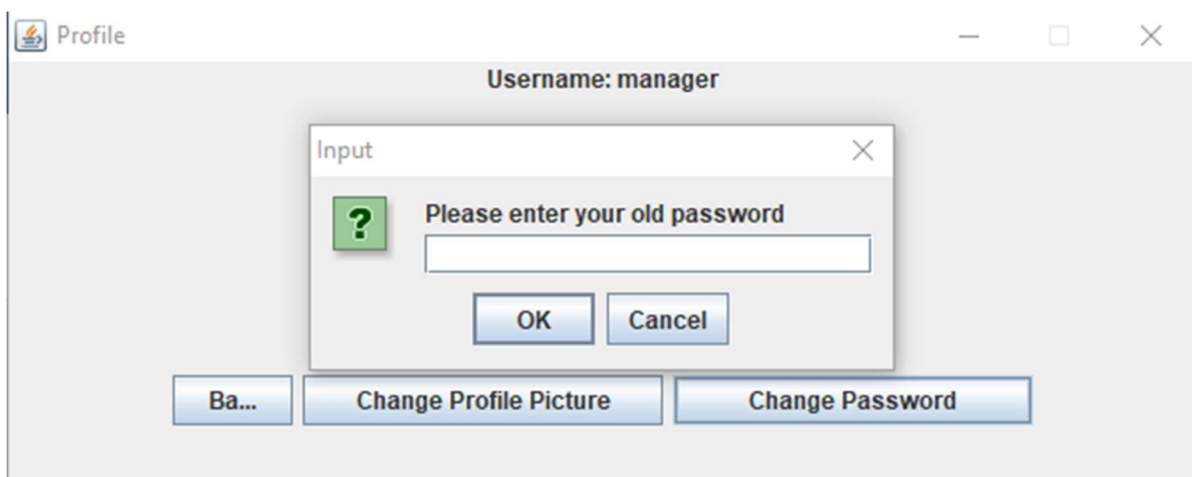 Profile
Username: manager
Input
?
Please enter your old password
OK Cancel
Ba... Change Profile Picture Change Password